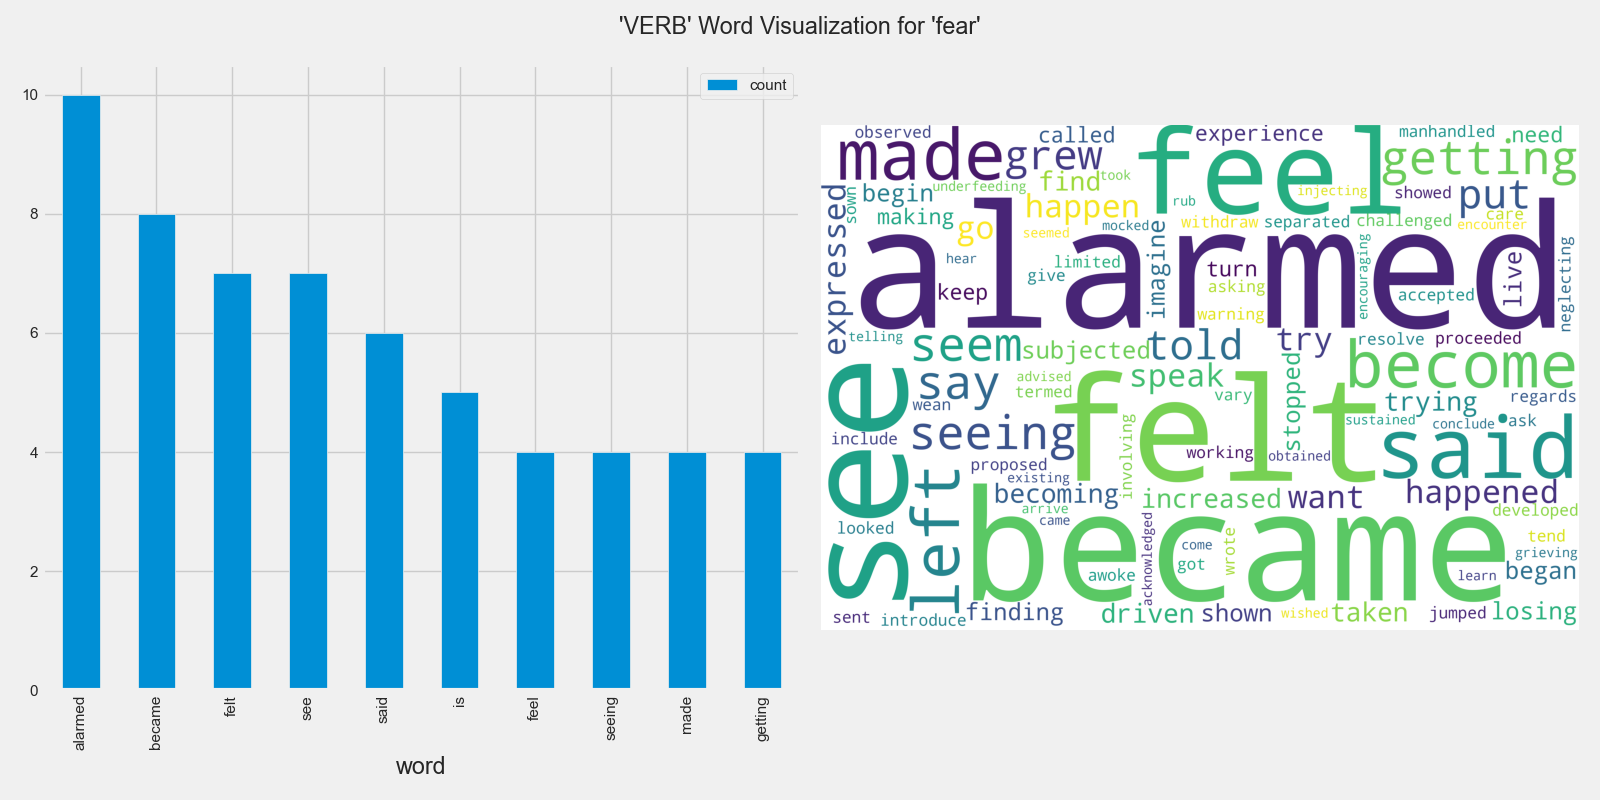 'VERB' Word Visualization for 'fear'
count
10
8
6
4
2
0
alarmed
became
felt
see
said
is
feel
seeing
made
getting
word
observed
called
experience
manhandled
need
made
grew
feel
getting
underfeeding
find
took
injecting
showed
put
begin
sown
happen
rub
making
go
seemed
mocked
withdraw
separated
challenged
care
encounter
expressed
alarmed
hear
give
limited
imagine
turn
asking
encouraging
accepted
live
neglecting
keep
warning
telling
seem
subjected
told
try
resolve
proceeded
become
see
say
advised
termed
speak
vary
stopped
trying
regards
wean
felt
sustained
conclude
ask
include
seeing
involving
working
obtained
said
proposed
existing
left
becoming
increased
want
happened
arrive
came
developed
looked
became
acknowledged
come
got
wrote
tend
grieving
awoke
learn
began
sent
introduce
finding
driven
shown
wished
taken
jumped
losing